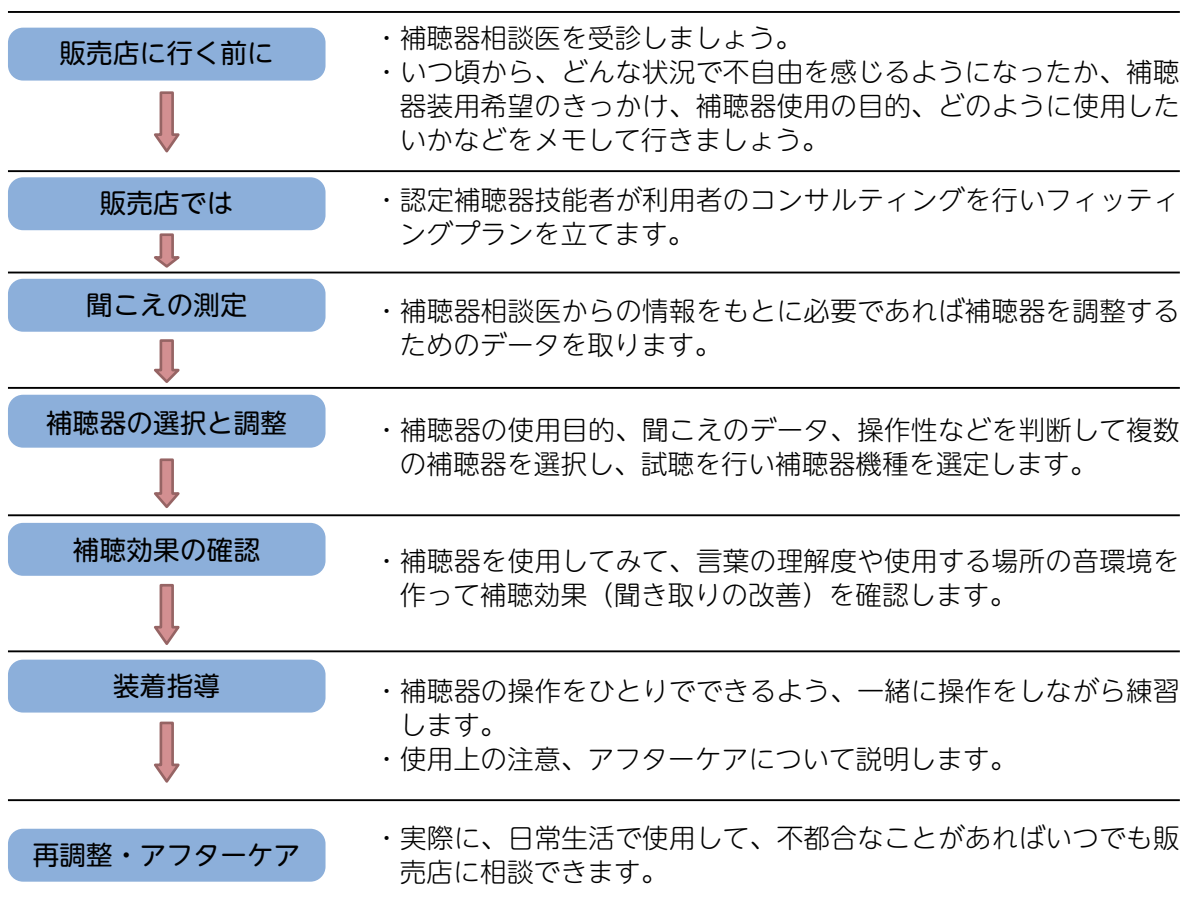 販売店に行く前に
・補聴器相談医を受診しましょう。
・いつ頃から、どんな状況で不自由を感じるようになったか、補聴
器装用希望のきっかけ、補聴器使用の目的、どのように使用した
いかなどをメモして行きましょう。
販売店では
・認定補聴器技能者が利用者のコンサルティングを行いフィッティ
ングプランを立てます。
聞こえの測定
・補聴器相談医からの情報をもとに必要であれば補聴器を調整する
ためのデータを取ります。
補聴器の選択と調整
・補聴器の使用目的、聞こえのデータ、操作性などを判断して複数
の補聴器を選択し、試聴を行い補聴器機種を選定します。
補聴効果の確認
・補聴器を使用してみて、言葉の理解度や使用する場所の音環境を
作って補聴効果（聞き取りの改善）を確認します。
装着指導
・補聴器の操作をひとりでできるよう、一緒に操作をしながら練習
します。
・使用上の注意、アフターケアについて説明します。
再調整・アフターケア
・実際に、日常生活で使用して、不都合なことがあればいつでも販
売店に相談できます。